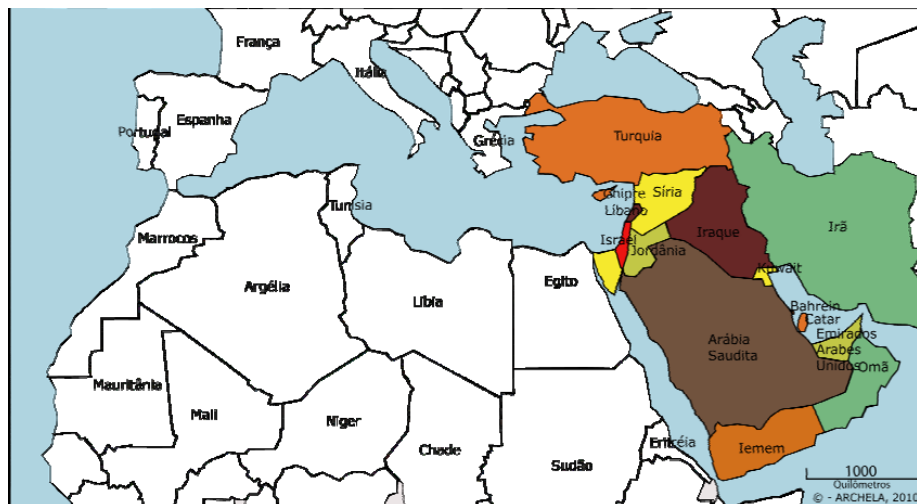 França
Itália
Portugal
Espanha
Grécia
Turquia
Tunísia
Chipre
Síria
Líbano
Irã
Marrocos
Israel
Jordânia
Iraque
Kuwait
Argélia
Líbia
Egito
Bahrein
Catar
Arábia
Saudita
Emirados
Arabes
Unidos
Omã
Mauritânia
Mali
Níger
Chade
Sudão
Eritréia
Iemem
1000
Quilômetros
© - ARCHELA, 2010